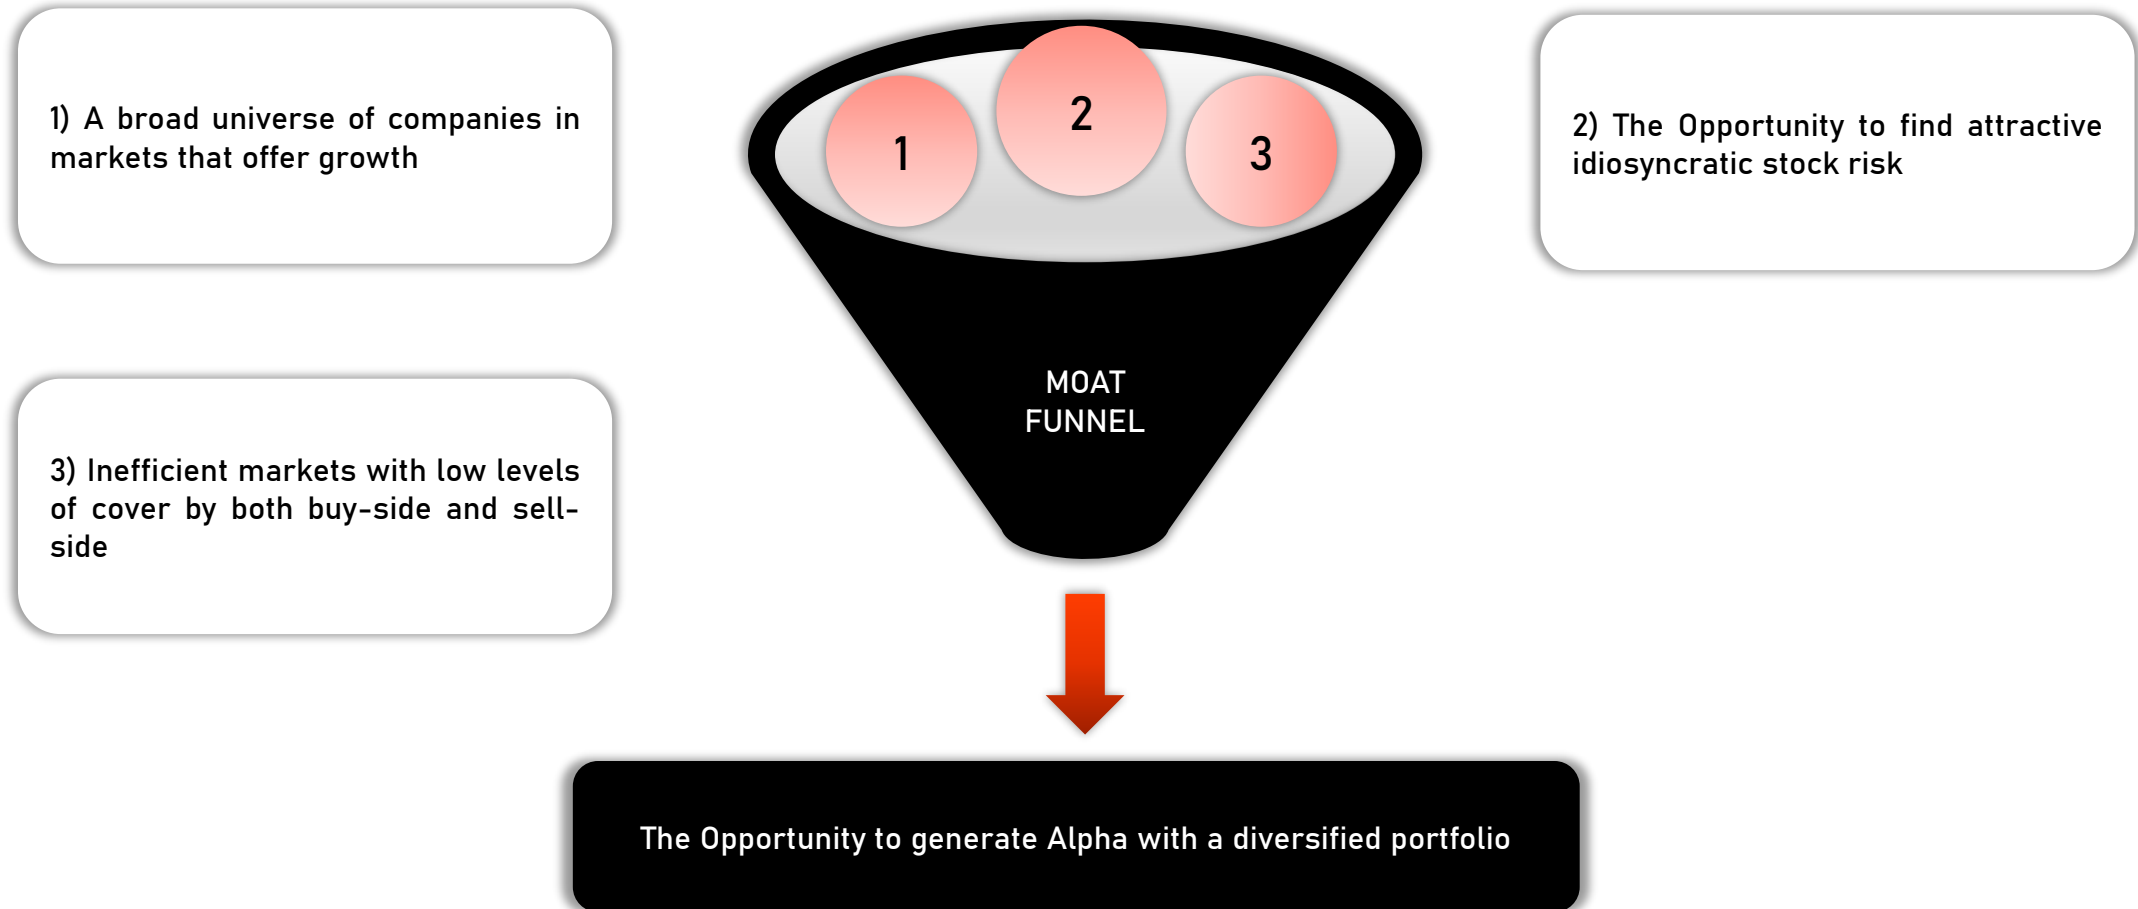 1) A broad universe of companies in
markets that offer growth
1
2
3
2) The Opportunity to find attractive
idiosyncratic stock risk
MOAT
FUNNEL
3) Inefficient markets with low levels
of cover by both buy-side and sell-
side
The Opportunity to generate Alpha with a diversified portfolio